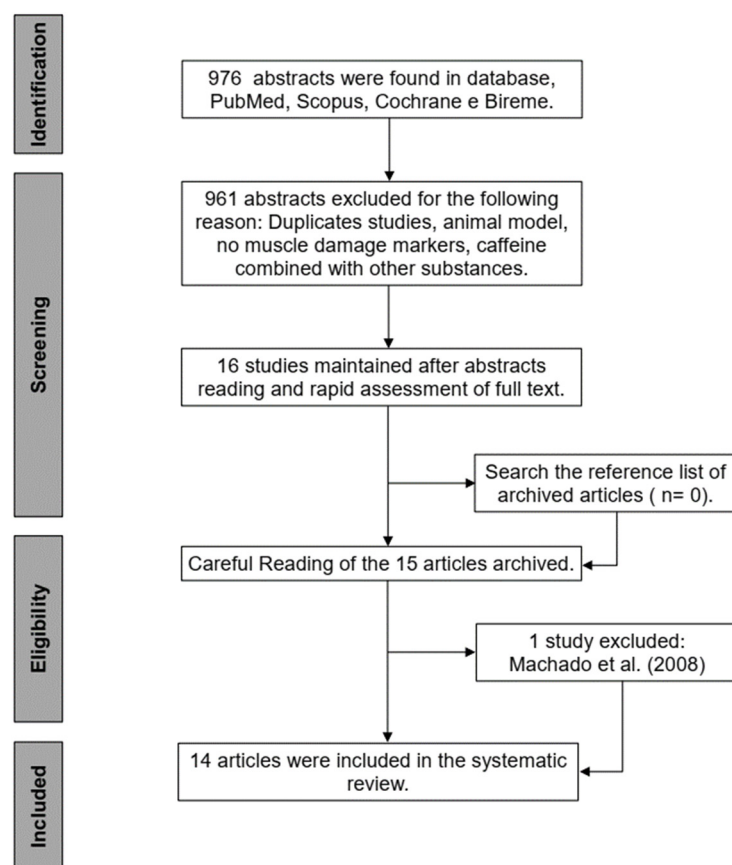 Identification
976 abstracts were found in database,
PubMed, Scopus, Cochrane e Bireme.
Screening
961 abstracts excluded for the following
reason: Duplicates studies, animal model,
no muscle damage markers, caffeine
combined with other substances.
16 studies maintained after abstracts
reading and rapid assessment of full text.
Search the reference list of
archived articles ( n= 0).
Eligibility
Careful Reading of the 15 articles archived.
1 study excluded:
Machado et al. (2008)
Included
14 articles were included in the systematic
review.